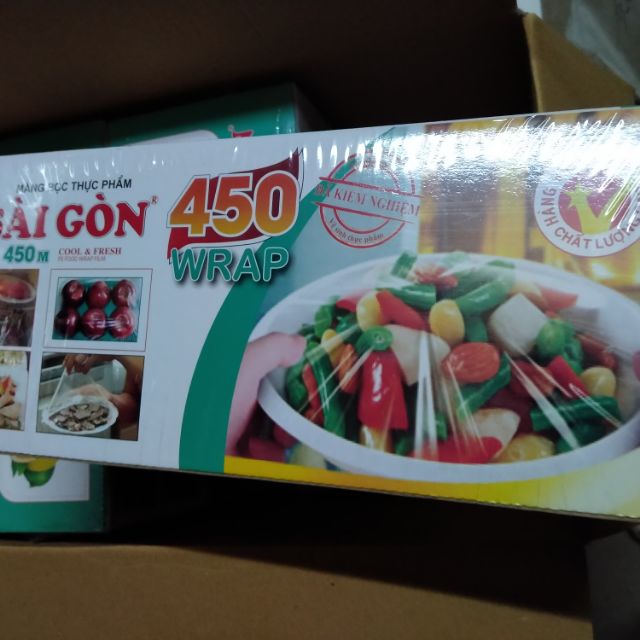 MÀNG BỌC THỰC PHẨM
SÀI GÒN®
450 M
COOL & FRESH
PE FOOD WRAP FILM
450
WRAP
ĐÃ KIỂM NGHIỆM
Vệ sinh thực phẩm
HÀNG
CHẤT LƯỢNG